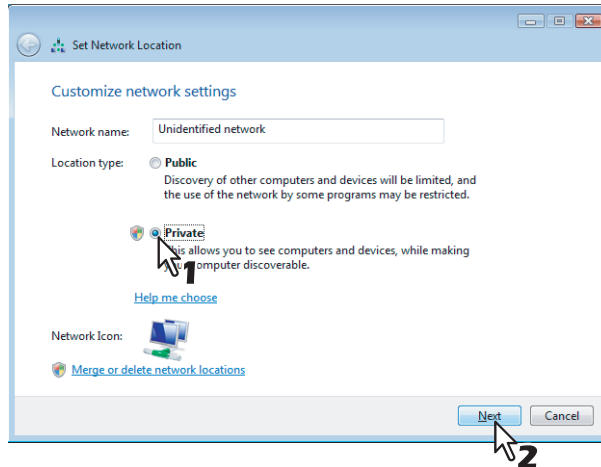 Set Network Location
Customize network settings
Network name: Unidentified network
Location type: Public
Discovery of other computers and devices will be limited, and
the use of the network by some programs may be restricted.
Private
This allows you to see computers and devices, while making
your computer discoverable.
1
Help me choose
Network Icon:
Merge or delete network locations
Next Cancel
2